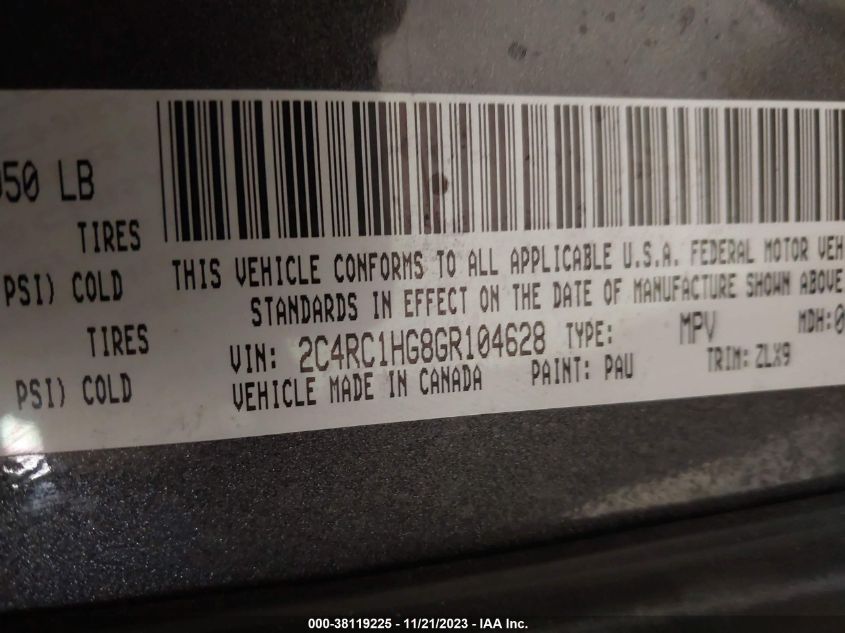 50 LB
TIRES
PSI) COLD
TIRES
PSI) COLD
THIS VEHICLE CONFORMS TO ALL APPLICABLE U.S.A. FEDERAL MOTOR VEH
STANDARDS IN EFFECT ON THE DATE OF MANUFACTURE SHOWN ABOVE
VIN: 2C4RC1HG8GR104628 TYPE: MPV MDH:0
VEHICLE MADE IN CANADA PAINT: PAU TRIM: ZLX9
000-38119225 - 11/21/2023 - IAA Inc.